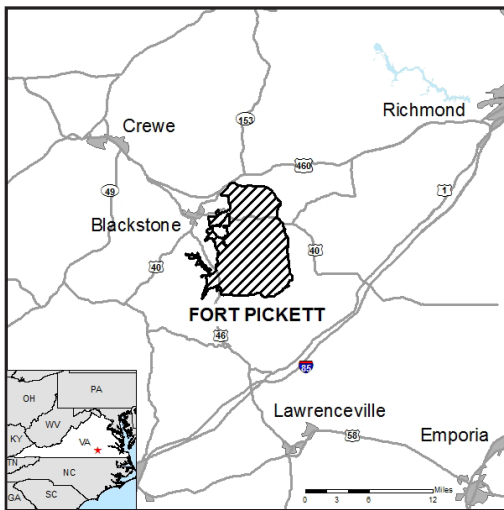 Richmond
153
Crewe
460
49
1
Blackstone
40
40
FORT PICKETT
46
85
PA
OH
WV
KY
VA
TN
NC
SC
GA
Lawrenceville
58
Emporia
Miles
0 3 6 12